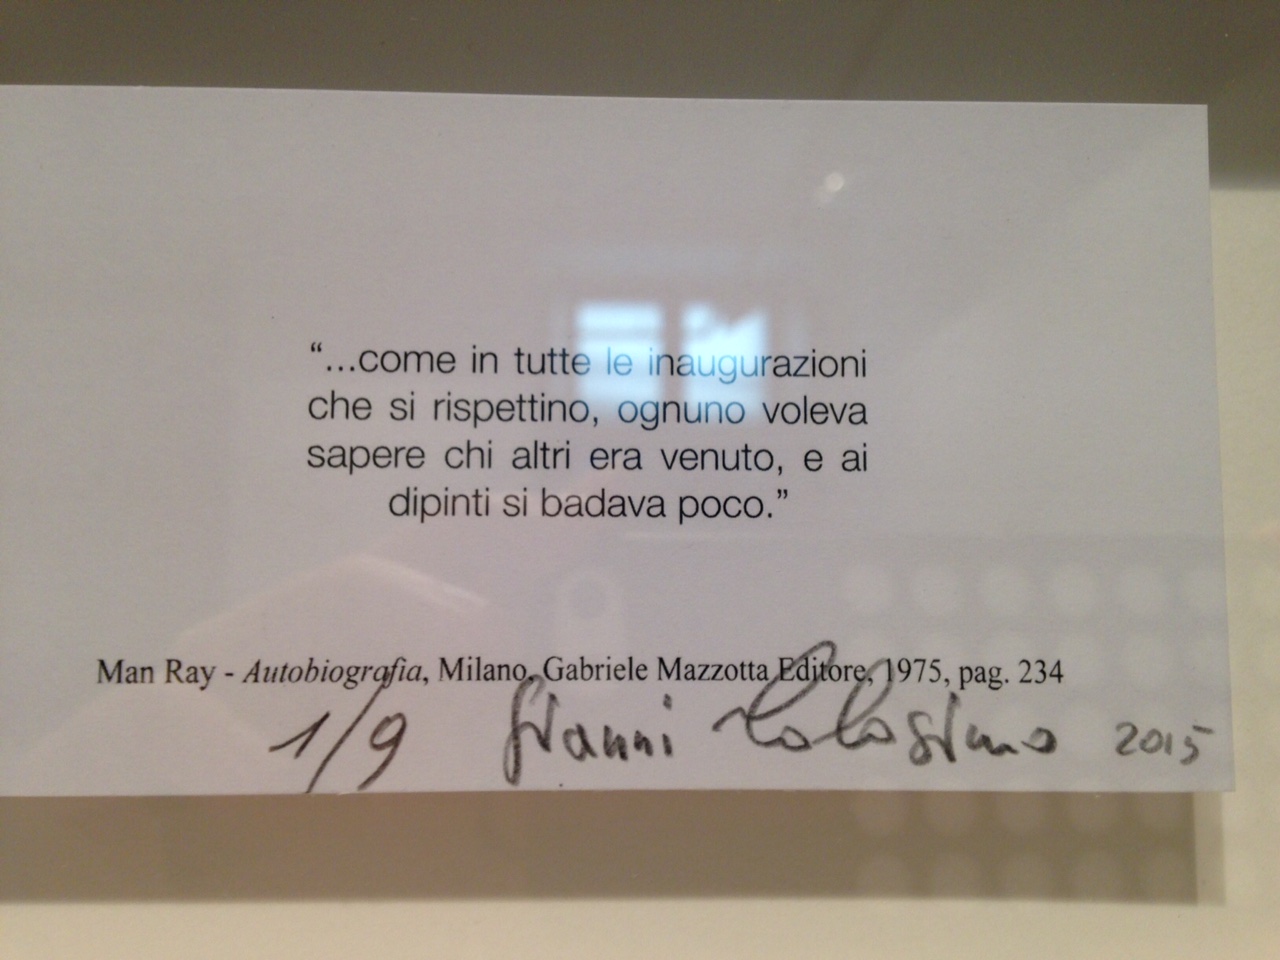 “...come in tutte le inaugurazioni
che si rispettino, ognuno voleva
sapere chi altri era venuto, e ai
dipinti si badava poco.”
Man Ray - Autobiografia, Milano, Gabriele Mazzotta Editore, 1975, pag. 234
1/9 Gianni 2015